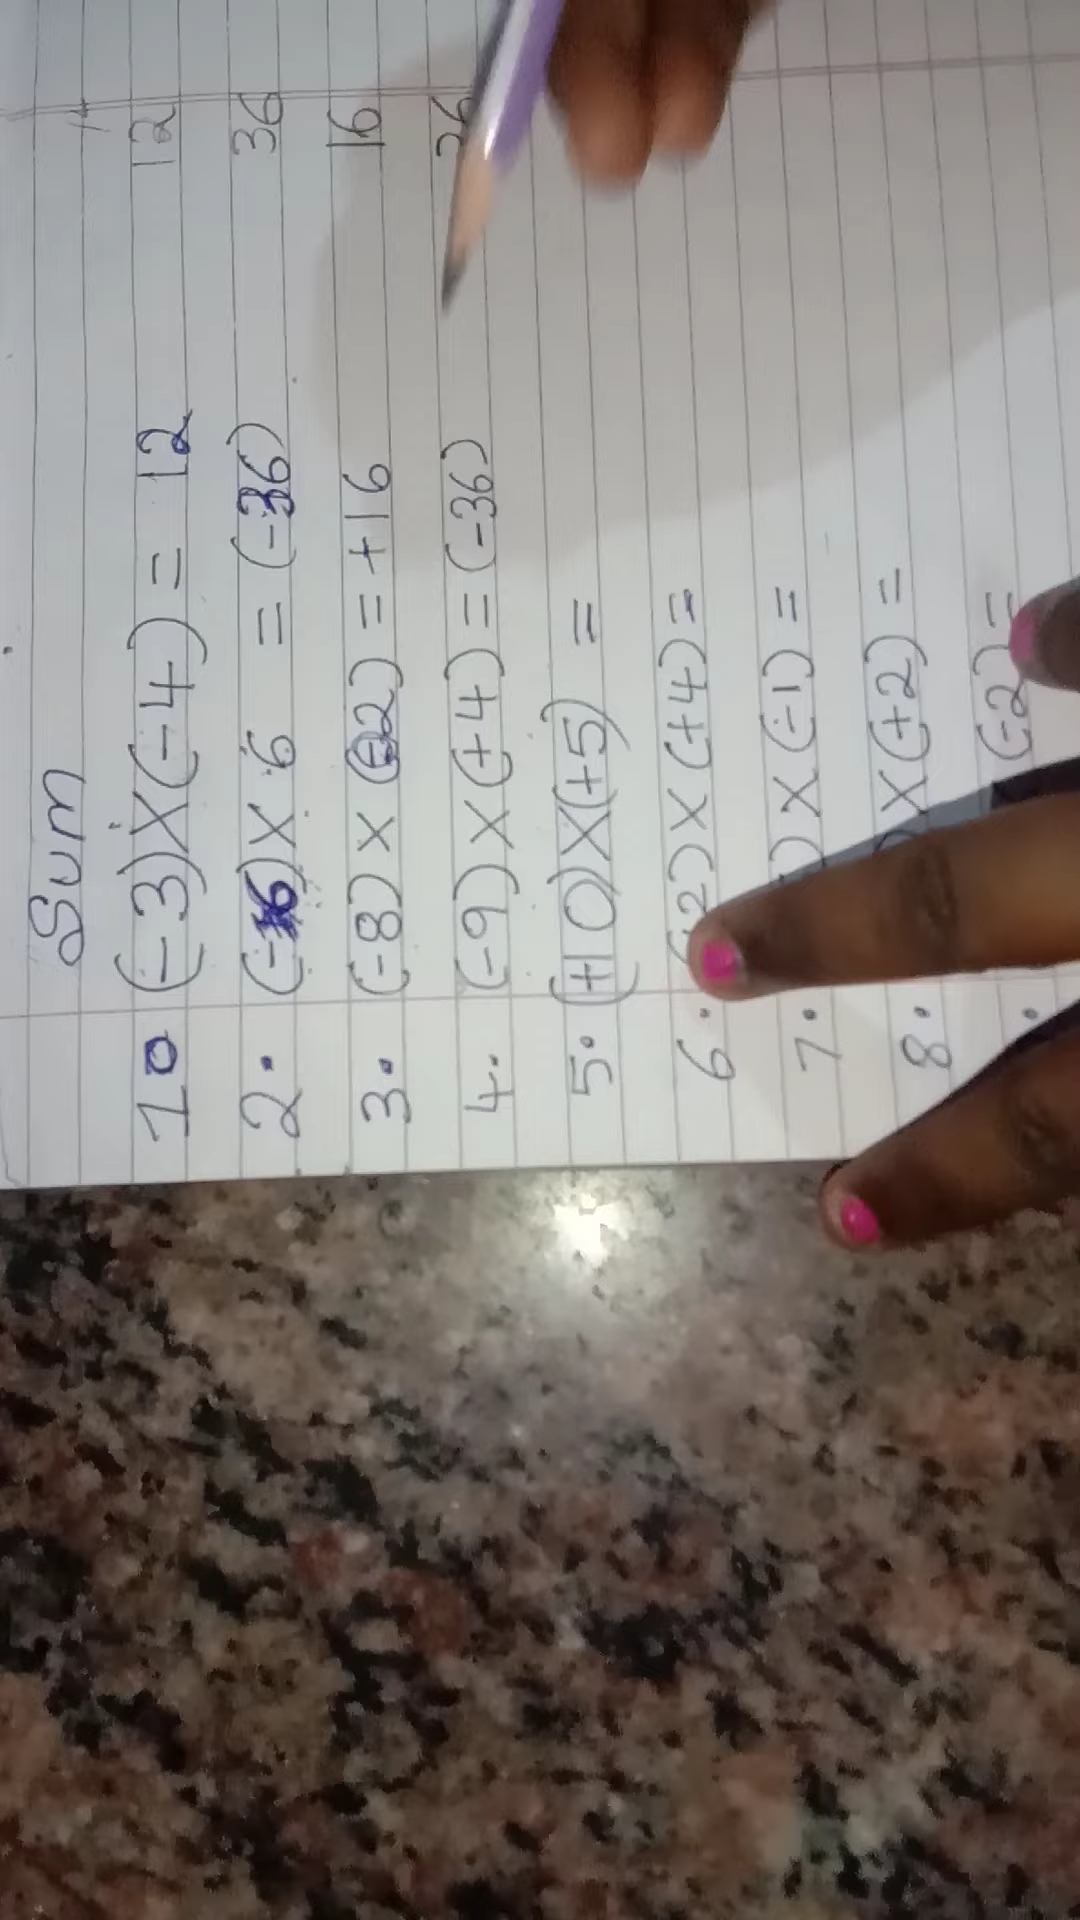 Sum
1. (-3)×(-4) = 12 12
2. (-6)× 6 = (-36) 36
3. (-8) × (-2) = +16 16
4. (-9)×(+4) = (-36)
5. (+10)×(+5) =
6. 2)×(+4) =
7. )×(-1) =
8. )×(+2) =
(-2) =